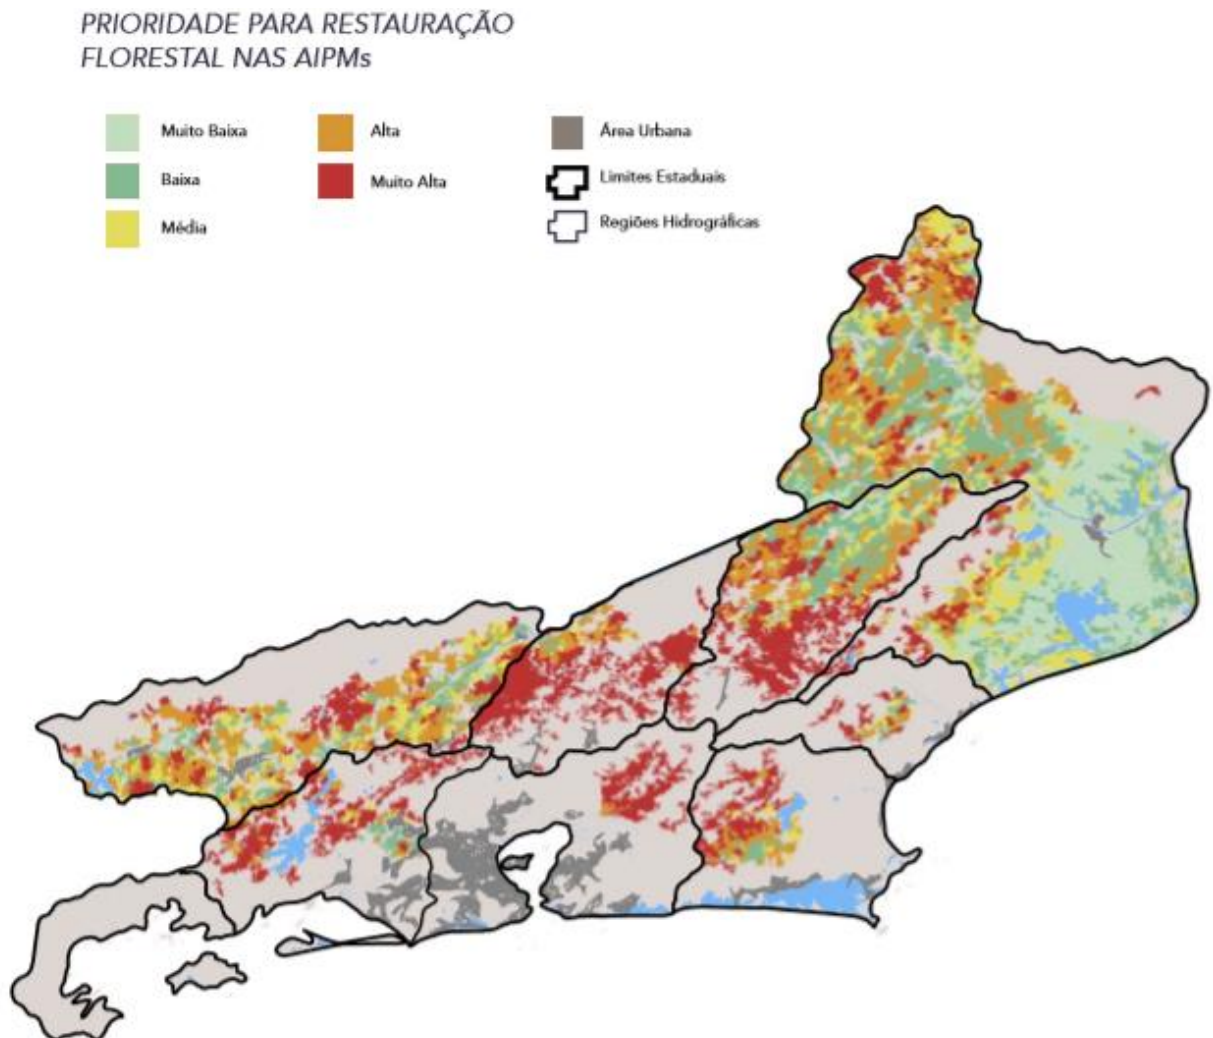 PRIORIDADE PARA RESTAURAÇÃO
FLORESTAL NAS AIPMs
Muito Baixa
Baixa
Média
Alta
Muito Alta
Área Urbana
Limites Estaduais
Regiões Hidrográficas